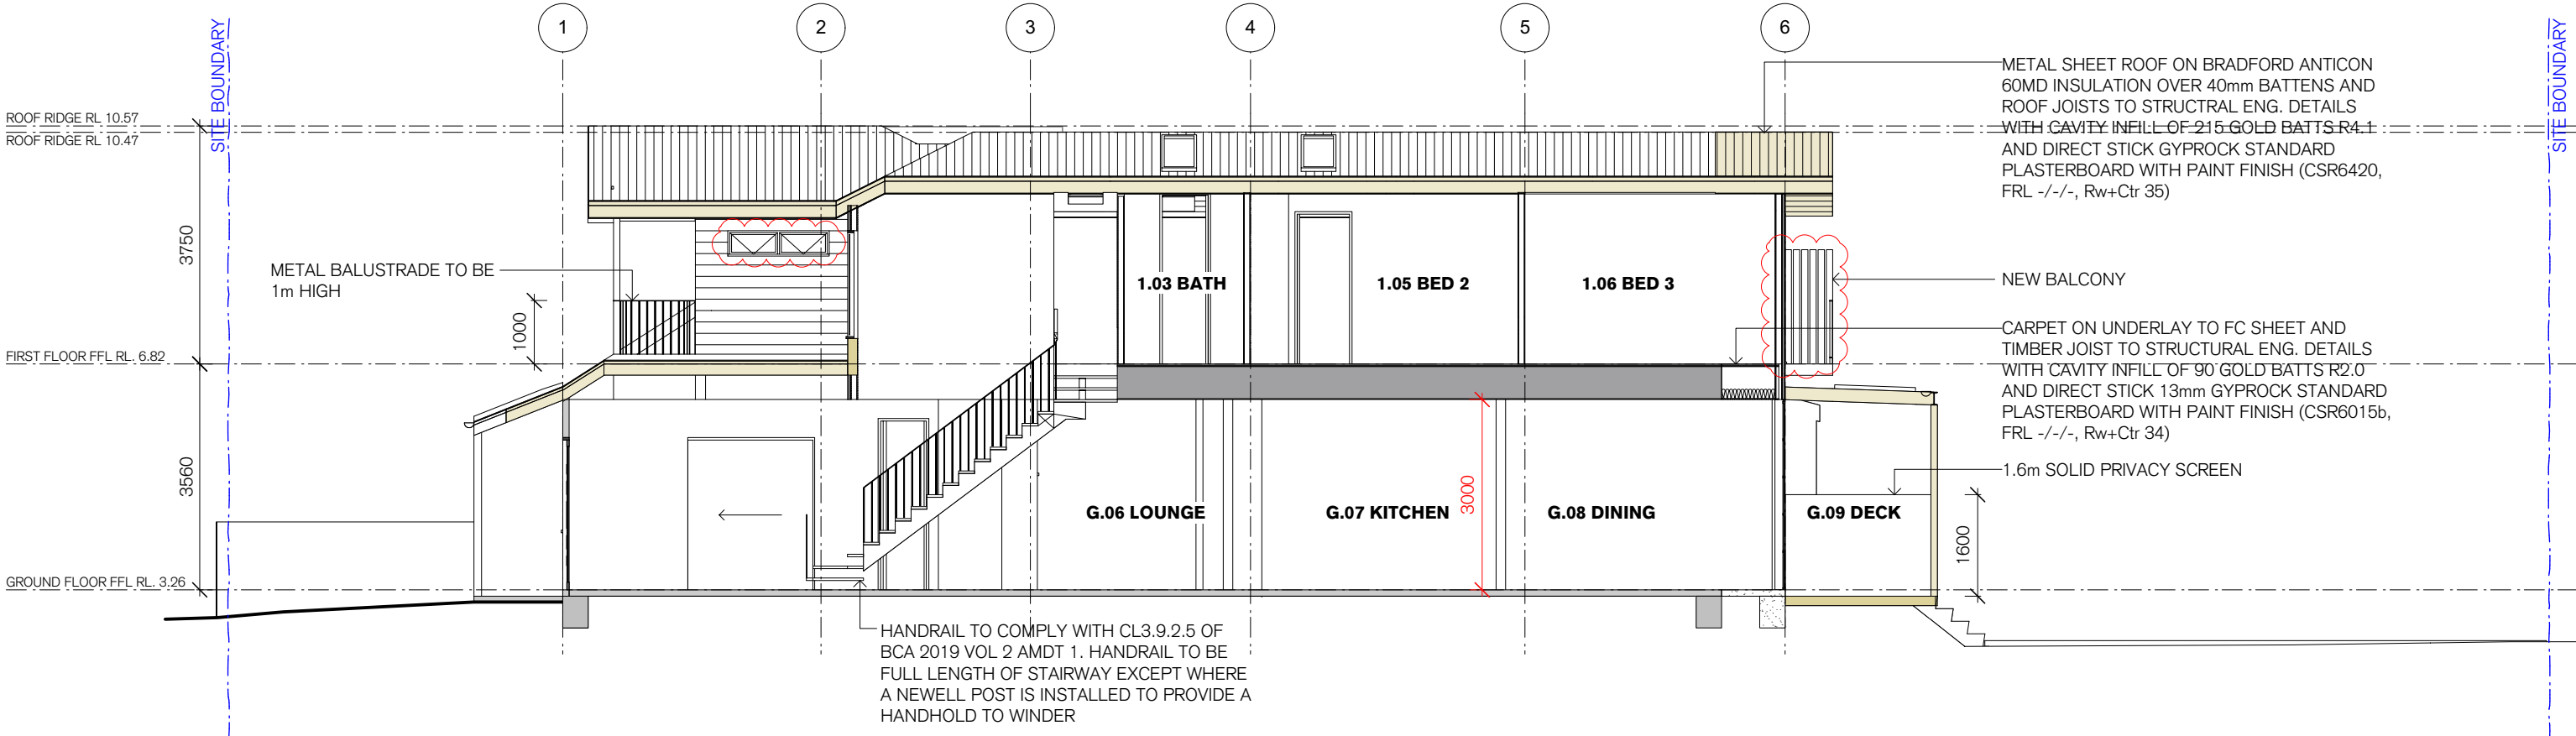 1
2
3
4
5
6
SITE BOUNDARY
SITE BOUNDARY
ROOF RIDGE RL 10.57
ROOF RIDGE RL 10.47
METAL SHEET ROOF ON BRADFORD ANTICON
60MD INSULATION OVER 40mm BATTENS AND
ROOF JOISTS TO STRUCTRAL ENG. DETAILS
WITH CAVITY INFILL OF 215 GOLD BATTS R4.1
AND DIRECT STICK GYPROCK STANDARD
PLASTERBOARD WITH PAINT FINISH (CSR6420,
FRL -/-/-, Rw+Ctr 35)
3750
METAL BALUSTRADE TO BE
1m HIGH
1000
1.03 BATH
1.05 BED 2
1.06 BED 3
NEW BALCONY
FIRST FLOOR FFL RL. 6.82
CARPET ON UNDERLAY TO FC SHEET AND
TIMBER JOIST TO STRUCTURAL ENG. DETAILS
WITH CAVITY INFILL OF 90 GOLD BATTS R2.0
AND DIRECT STICK 13mm GYPROCK STANDARD
PLASTERBOARD WITH PAINT FINISH (CSR6015b,
FRL -/-/-, Rw+Ctr 34)
3560
1.6m SOLID PRIVACY SCREEN
G.06 LOUNGE
G.07 KITCHEN
3000
G.08 DINING
G.09 DECK
1600
GROUND FLOOR FFL RL. 3.26
HANDRAIL TO COMPLY WITH CL3.9.2.5 OF
BCA 2019 VOL 2 AMDT 1. HANDRAIL TO BE
FULL LENGTH OF STAIRWAY EXCEPT WHERE
A NEWELL POST IS INSTALLED TO PROVIDE A
HANDHOLD TO WINDER